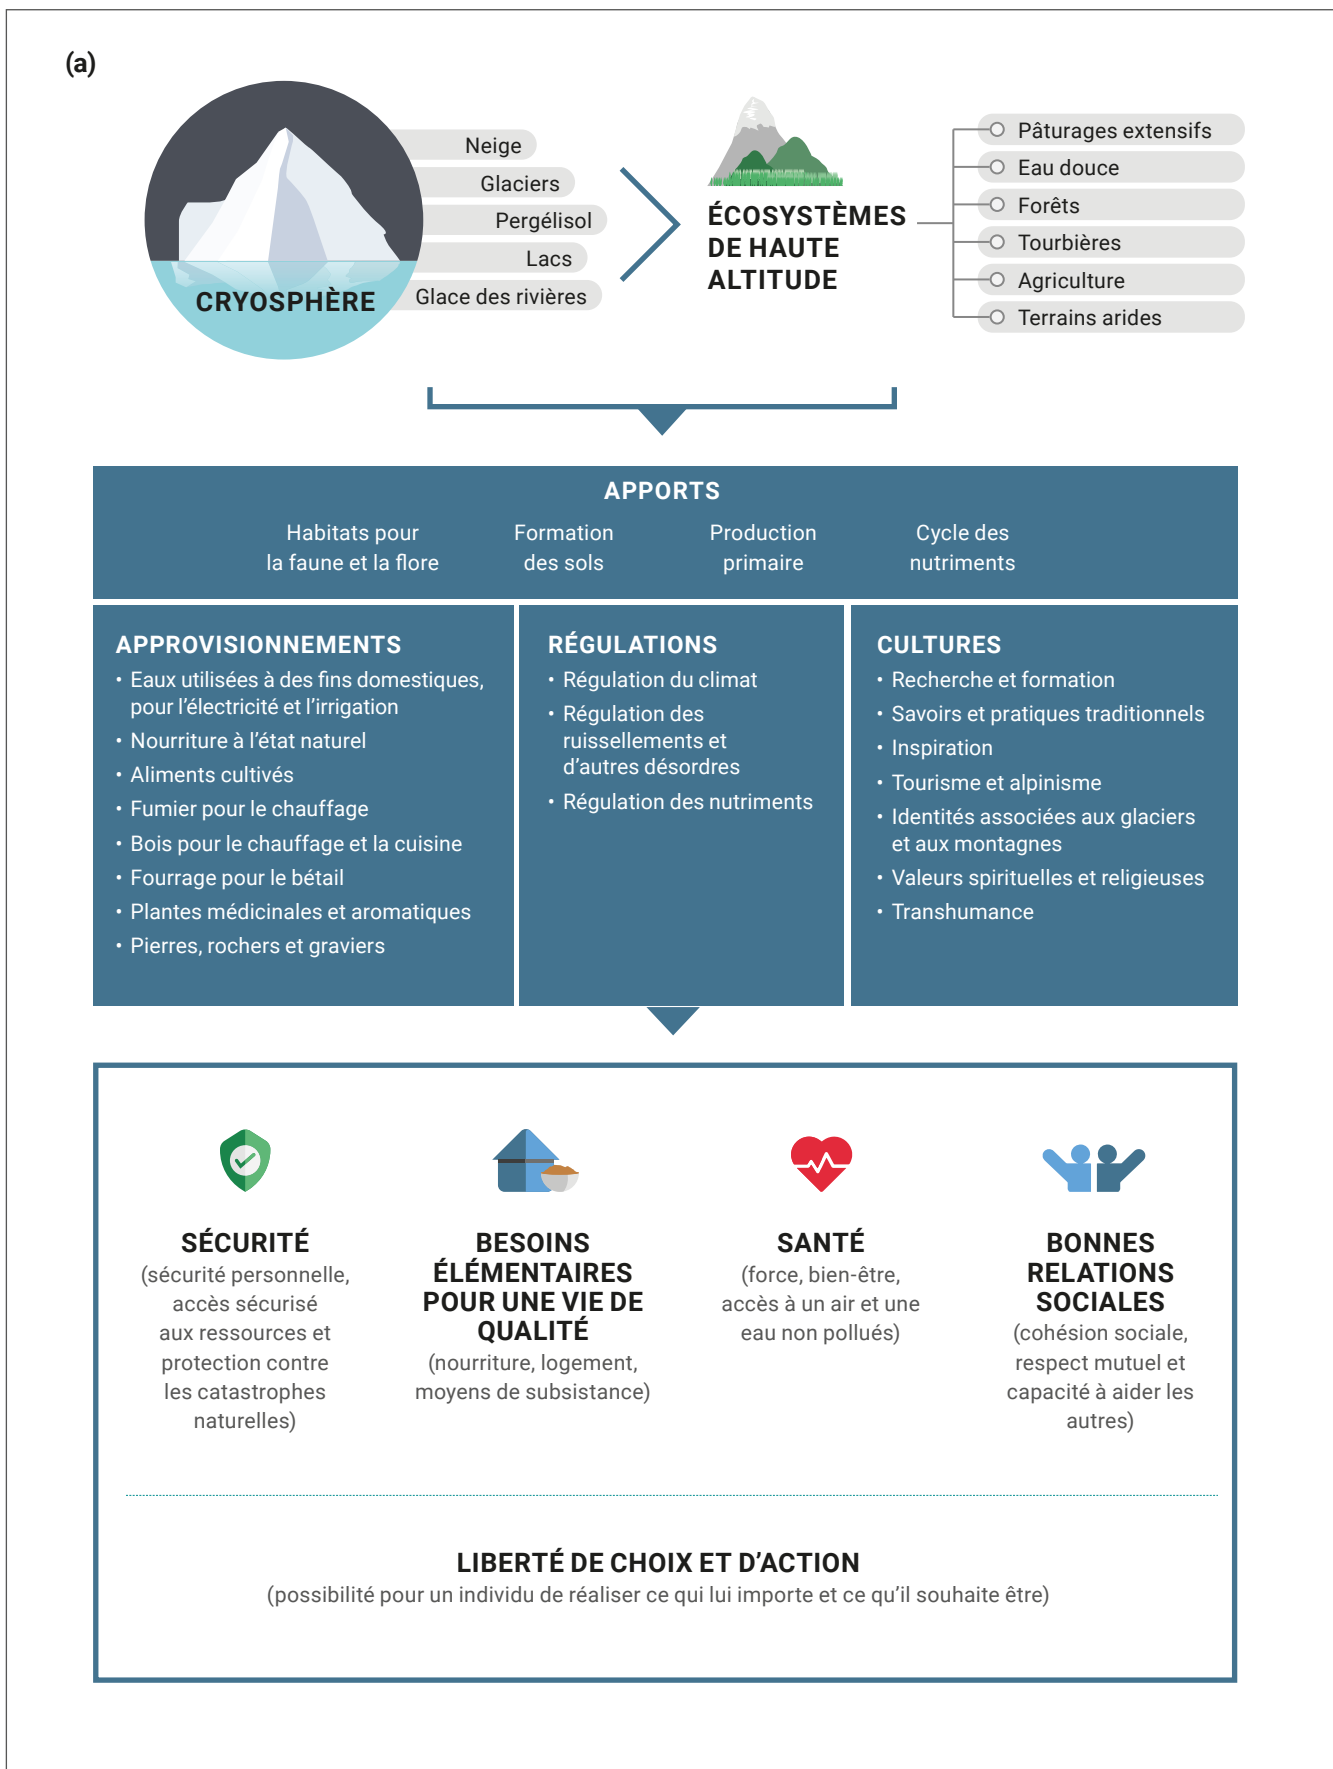 (a)
Neige
Glaciers
Pergélisol
Lacs
Glace des rivières
CRYOSPHÈRE
ÉCOSYSTÈMES
DE HAUTE
ALTITUDE
Pâturages extensifs
Eau douce
Forêts
Tourbières
Agriculture
Terrains arides
APPORTS
Habitats pour
la faune et la flore
Formation
des sols
Production
primaire
Cycle des
nutriments
APPROVISIONNEMENTS
• Eaux utilisées à des fins domestiques,
pour l’électricité et l’irrigation
• Nourriture à l’état naturel
• Aliments cultivés
• Fumier pour le chauffage
• Bois pour le chauffage et la cuisine
• Fourrage pour le bétail
• Plantes médicinales et aromatiques
• Pierres, rochers et graviers
RÉGULATIONS
• Régulation du climat
• Régulation des
ruissellements et
d’autres désordres
• Régulation des nutriments
CULTURES
• Recherche et formation
• Savoirs et pratiques traditionnels
• Inspiration
• Tourisme et alpinisme
• Identités associées aux glaciers
et aux montagnes
• Valeurs spirituelles et religieuses
• Transhumance
SÉCURITÉ
(sécurité personnelle,
accès sécurisé
aux ressources et
protection contre
les catastrophes
naturelles)
BESOINS
ÉLÉMENTAIRES
POUR UNE VIE DE
QUALITÉ
(nourriture, logement,
moyens de subsistance)
SANTÉ
(force, bien-être,
accès à un air et une
eau non pollués)
BONNES
RELATIONS
SOCIALES
(cohésion sociale,
respect mutuel et
capacité à aider les
autres)
LIBERTÉ DE CHOIX ET D’ACTION
(possibilité pour un individu de réaliser ce qui lui importe et ce qu’il souhaite être)